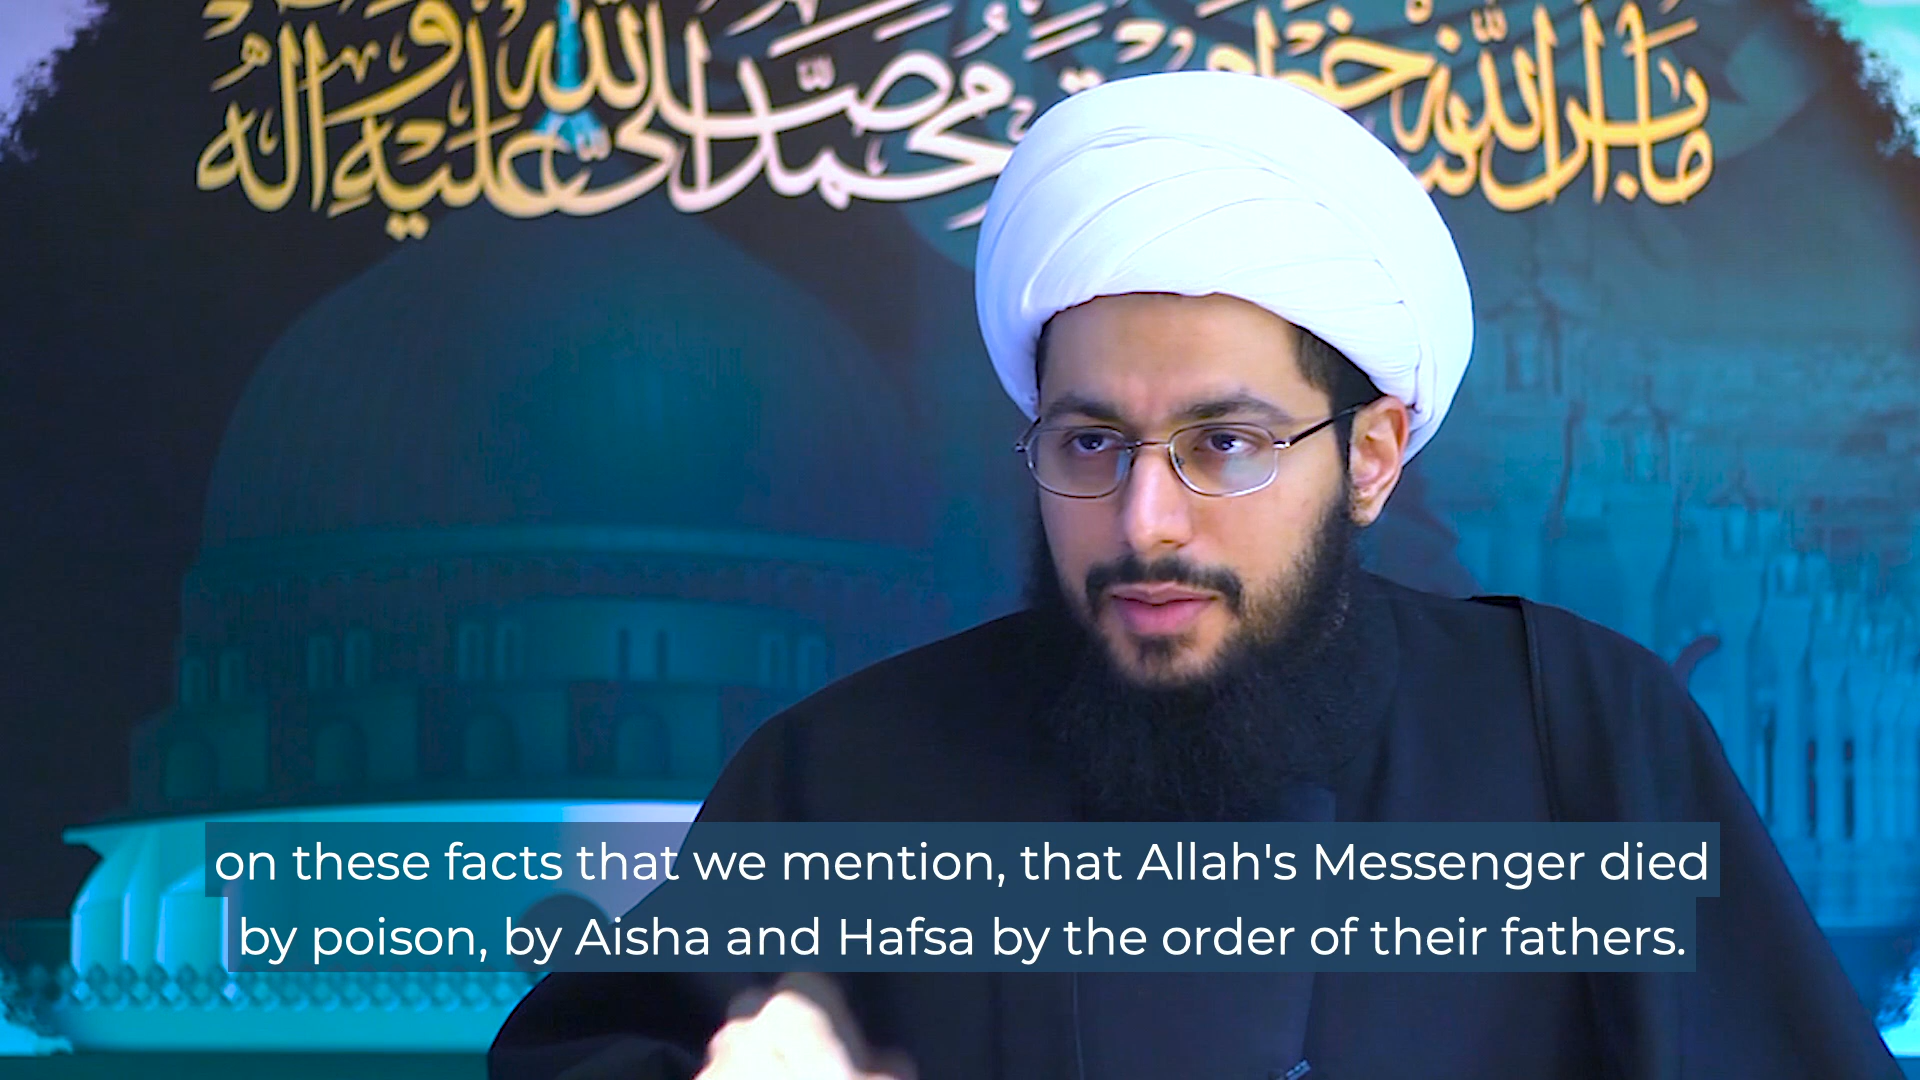 محمد صلى الله عليه وآله
on these facts that we mention, that Allah's Messenger died
by poison, by Aisha and Hafsa by the order of their fathers.